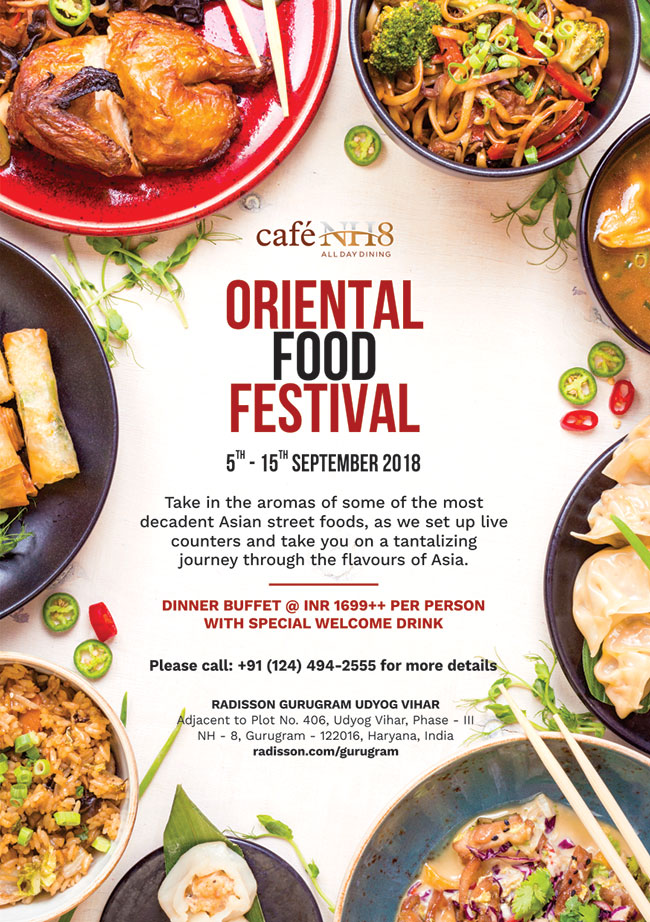 café NH8
ALL DAY DINING
ORIENTAL
FOOD
FESTIVAL
5TH - 15TH SEPTEMBER 2018
Take in the aromas of some of the most
decadent Asian street foods, as we set up live
counters and take you on a tantalizing
journey through the flavours of Asia.
DINNER BUFFET @ INR 1699++ PER PERSON
WITH SPECIAL WELCOME DRINK
Please call: +91 (124) 494-2555 for more details
RADISSON GURUGRAM UDYOG VIHAR
Adjacent to Plot No. 406, Udyog Vihar, Phase - III
NH - 8, Gurugram - 122016, Haryana, India
radisson.com/gurugram